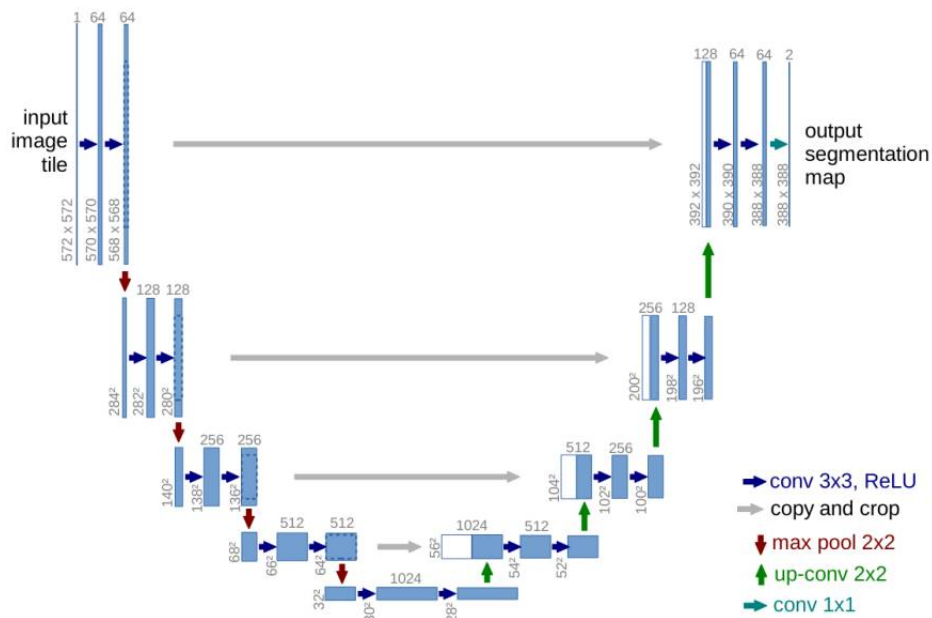 1
64
64
input
image
tile
572 x 572
570 x 570
568 x 568
128
64
64
2
output
segmentation
map
392 x 392
390 x 390
388 x 388
388 x 388
128
128
284²
282²
280²
256
128
200²
198²
196²
256
256
140²
138²
136²
512
256
104²
102²
100²
512
512
68²
66²
64²
1024
512
56²
54²
52²
1024
32²
30²
28²
conv 3x3, ReLU
copy and crop
max pool 2x2
up-conv 2x2
conv 1x1